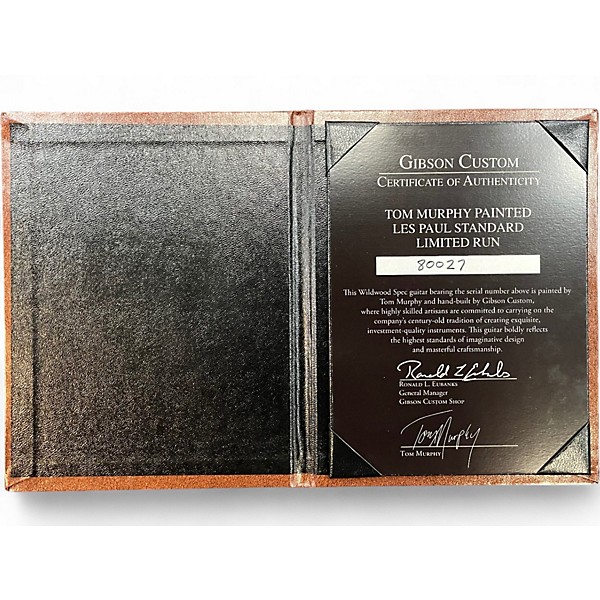 GIBSON CUSTOM
CERTIFICATE OF AUTHENTICITY
TOM MURPHY PAINTED
LES PAUL STANDARD
LIMITED RUN
80027
This Wildwood Spec guitar bearing the serial number above is painted by
Tom Murphy and hand-built by Gibson Custom,
where highly skilled artisans are committed to carrying on the
company's century-old tradition of creating exquisite,
investment-quality instruments. This guitar boldly reflects
the highest standards of imaginative design
and masterful craftsmanship.
Ronald L Eubanks
RONALD L. EUBANKS
General Manager
GIBSON CUSTOM SHOP
Tom Murphy
TOM MURPHY